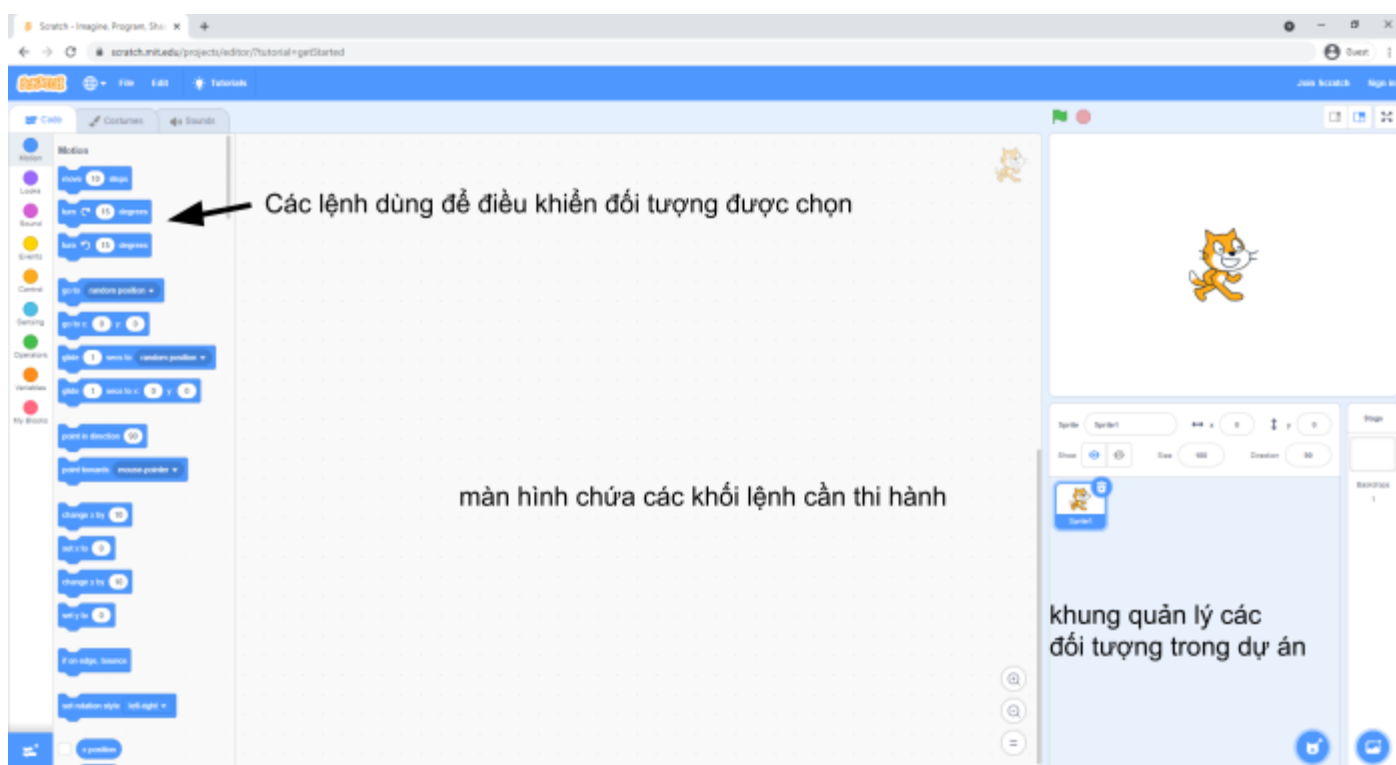 Scratch - Imagine, Program, Shar
scratch.mit.edu/projects/editor/?tutorial=getStarted
Guest
SCRATCH
File Edit Tutorials
Join Scratch Sign in
Code Costumes Sounds
Motion
Looks
Sound
Events
Control
Sensing
Operators
Variables
My Blocks
Motion
move 10 steps
turn 15 degrees
turn 15 degrees
go to random position
go to x: 0 y: 0
glide 1 secs to random position
glide 1 secs to x: 0 y: 0
point in direction 90
point towards mouse-pointer
change x by 10
set x to 0
change y by 10
set y to 0
if on edge, bounce
set rotation style left-right
x position
Các lệnh dùng để điều khiển đối tượng được chọn
màn hình chứa các khối lệnh cần thi hành
Sprite Sprite1 x 0 y 0
Show Size 100 Direction 90
Sprite1
khung quản lý các
đối tượng trong dự án
Stage
Backdrops
1